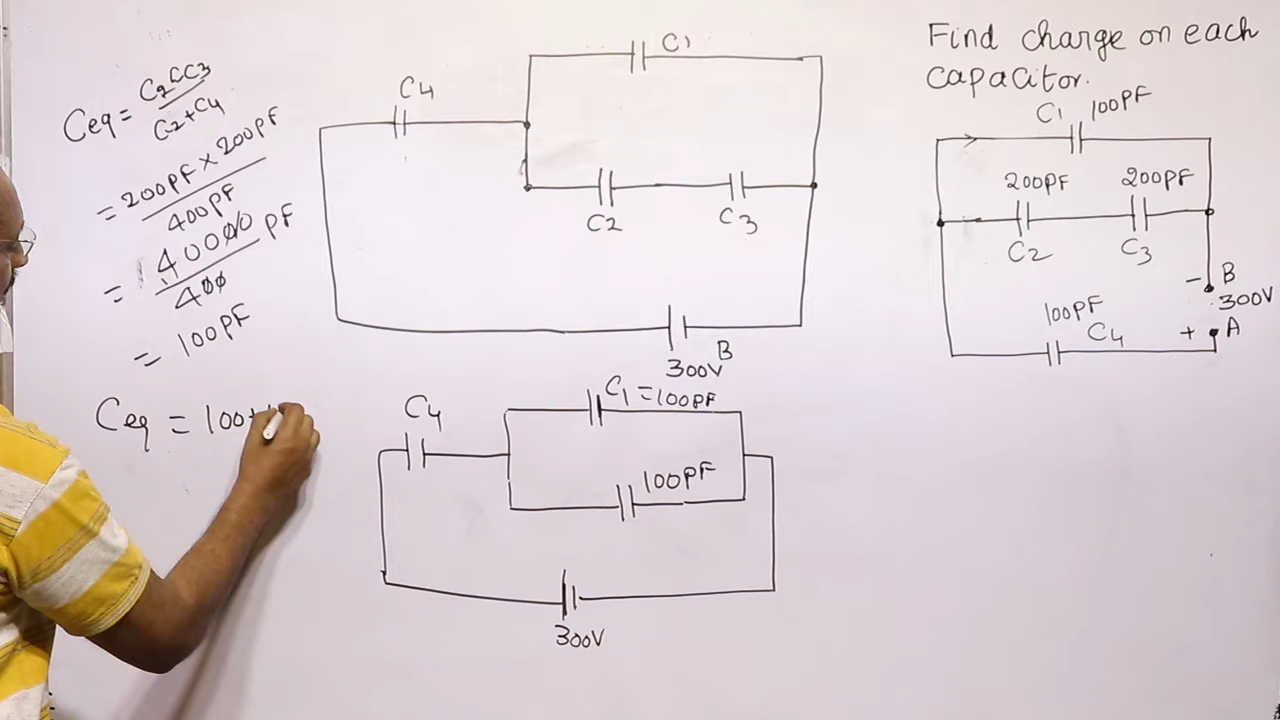 Ceq = C2CC3
C2+C4
= 200PF × 200PF
400PF
= 40000 PF
400
= 100PF
Ceq = 100+
C1
C4
C2
C3
B
300V
C1 = 100PF
C4
100PF
300V
Find charge on each
capacitor.
C1 100PF
200PF
200PF
C2
C3
- B
300V
+ A
100PF
C4